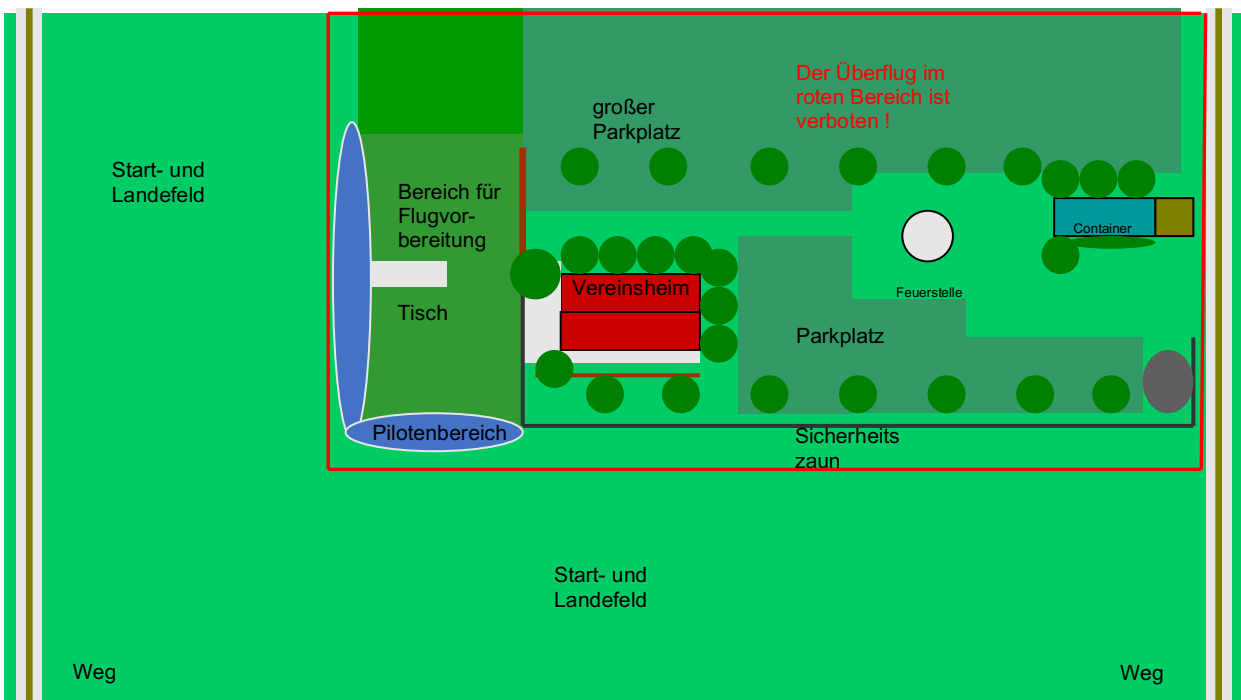 Der Überflug im
roten Bereich ist
verboten !
großer
Parkplatz
Start- und
Landefeld
Bereich für
Flugvor-
bereitung
Container
Vereinsheim
Feuerstelle
Tisch
Parkplatz
Pilotenbereich
Sicherheits
zaun
Start- und
Landefeld
Weg
Weg